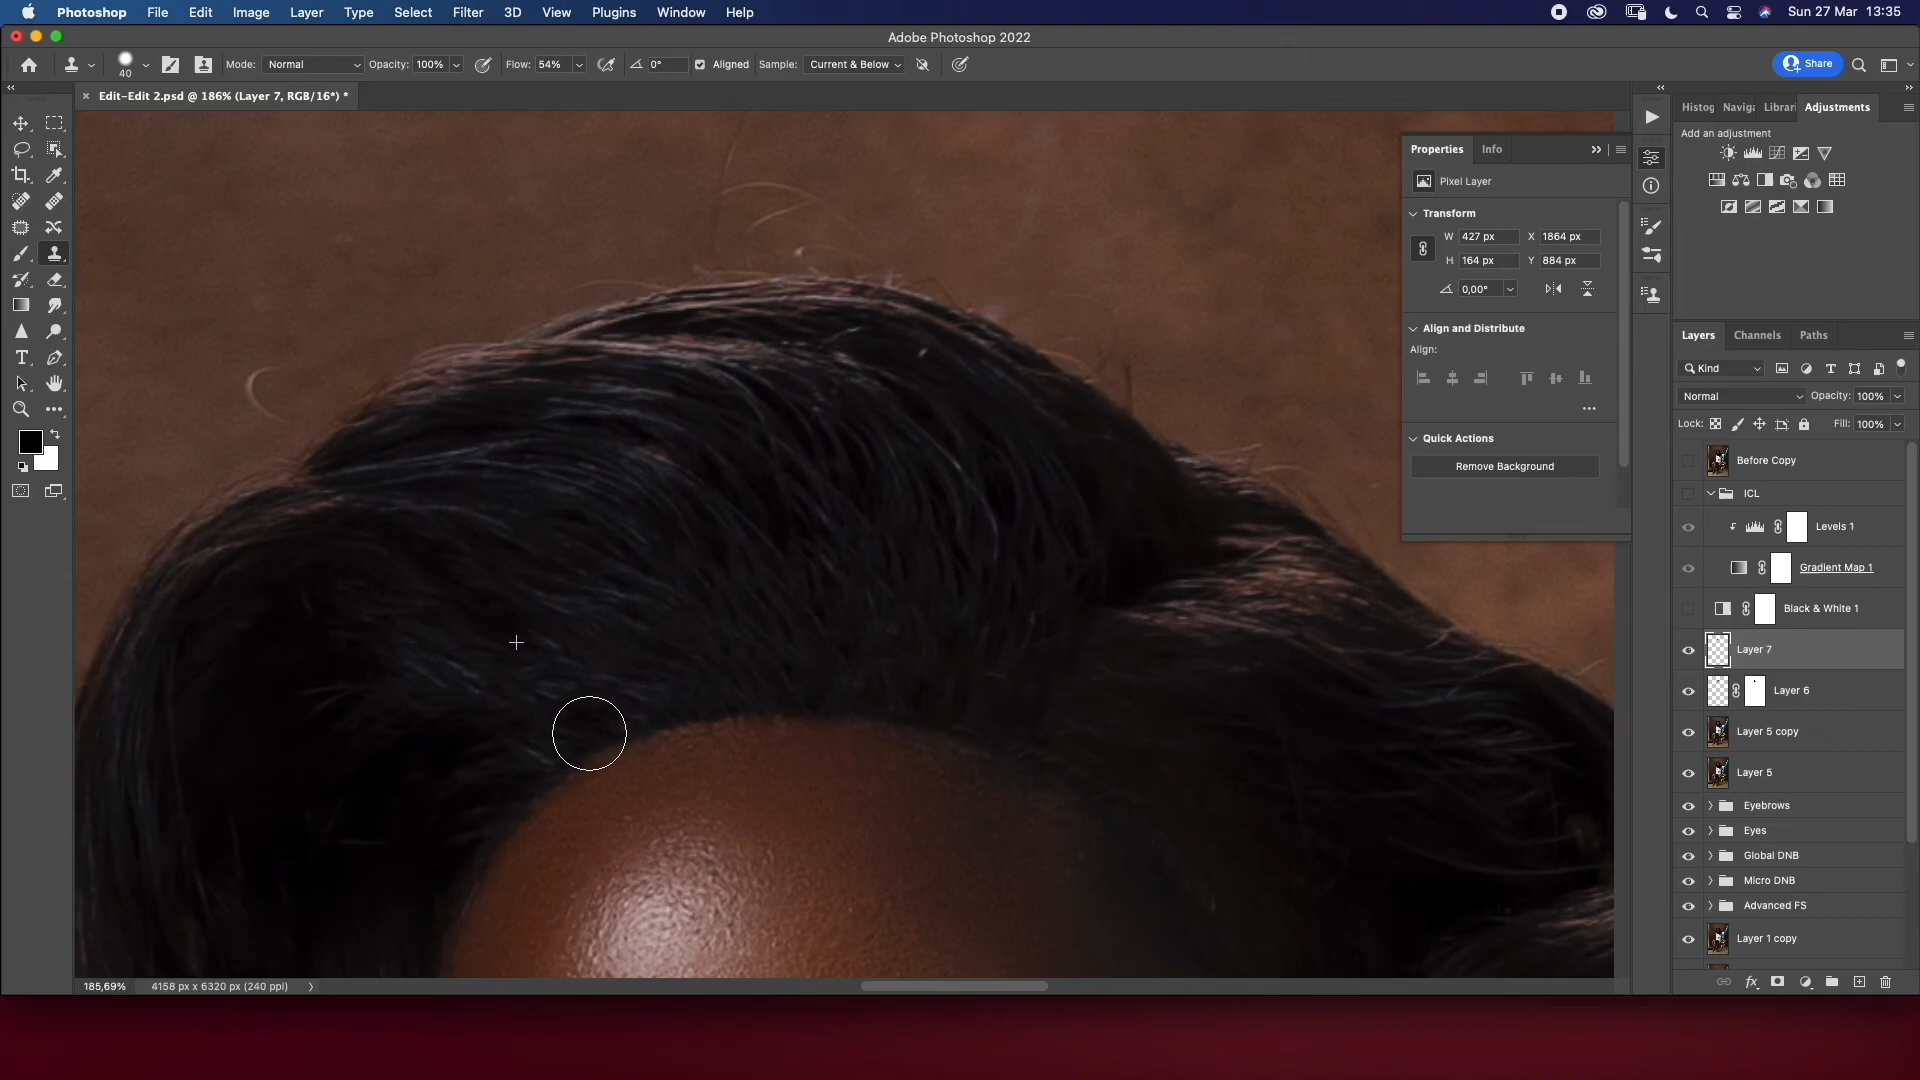 Photoshop File Edit Image Layer Type Select Filter 3D View Plugins Window Help Sun 27 Mar 13:35
Adobe Photoshop 2022
40 Mode: Normal Opacity: 100% Flow: 54% 0° Aligned Sample: Current & Below Share
Edit-Edit 2.psd @ 186% (Layer 7, RGB/16*) *
Histog Naviga Librari Adjustments
Add an adjustment
Properties Info
Pixel Layer
Transform
W 427 px X 1864 px
H 164 px Y 884 px
0,00°
Align and Distribute
Align:
Quick Actions
Remove Background
Layers Channels Paths
Kind
Normal Opacity: 100%
Lock: Fill: 100%
Before Copy
ICL
Levels 1
Gradient Map 1
Black & White 1
Layer 7
Layer 6
Layer 5 copy
Layer 5
Eyebrows
Eyes
Global DNB
Micro DNB
Advanced FS
Layer 1 copy
fx
185,69% 4158 px x 6320 px (240 ppi)